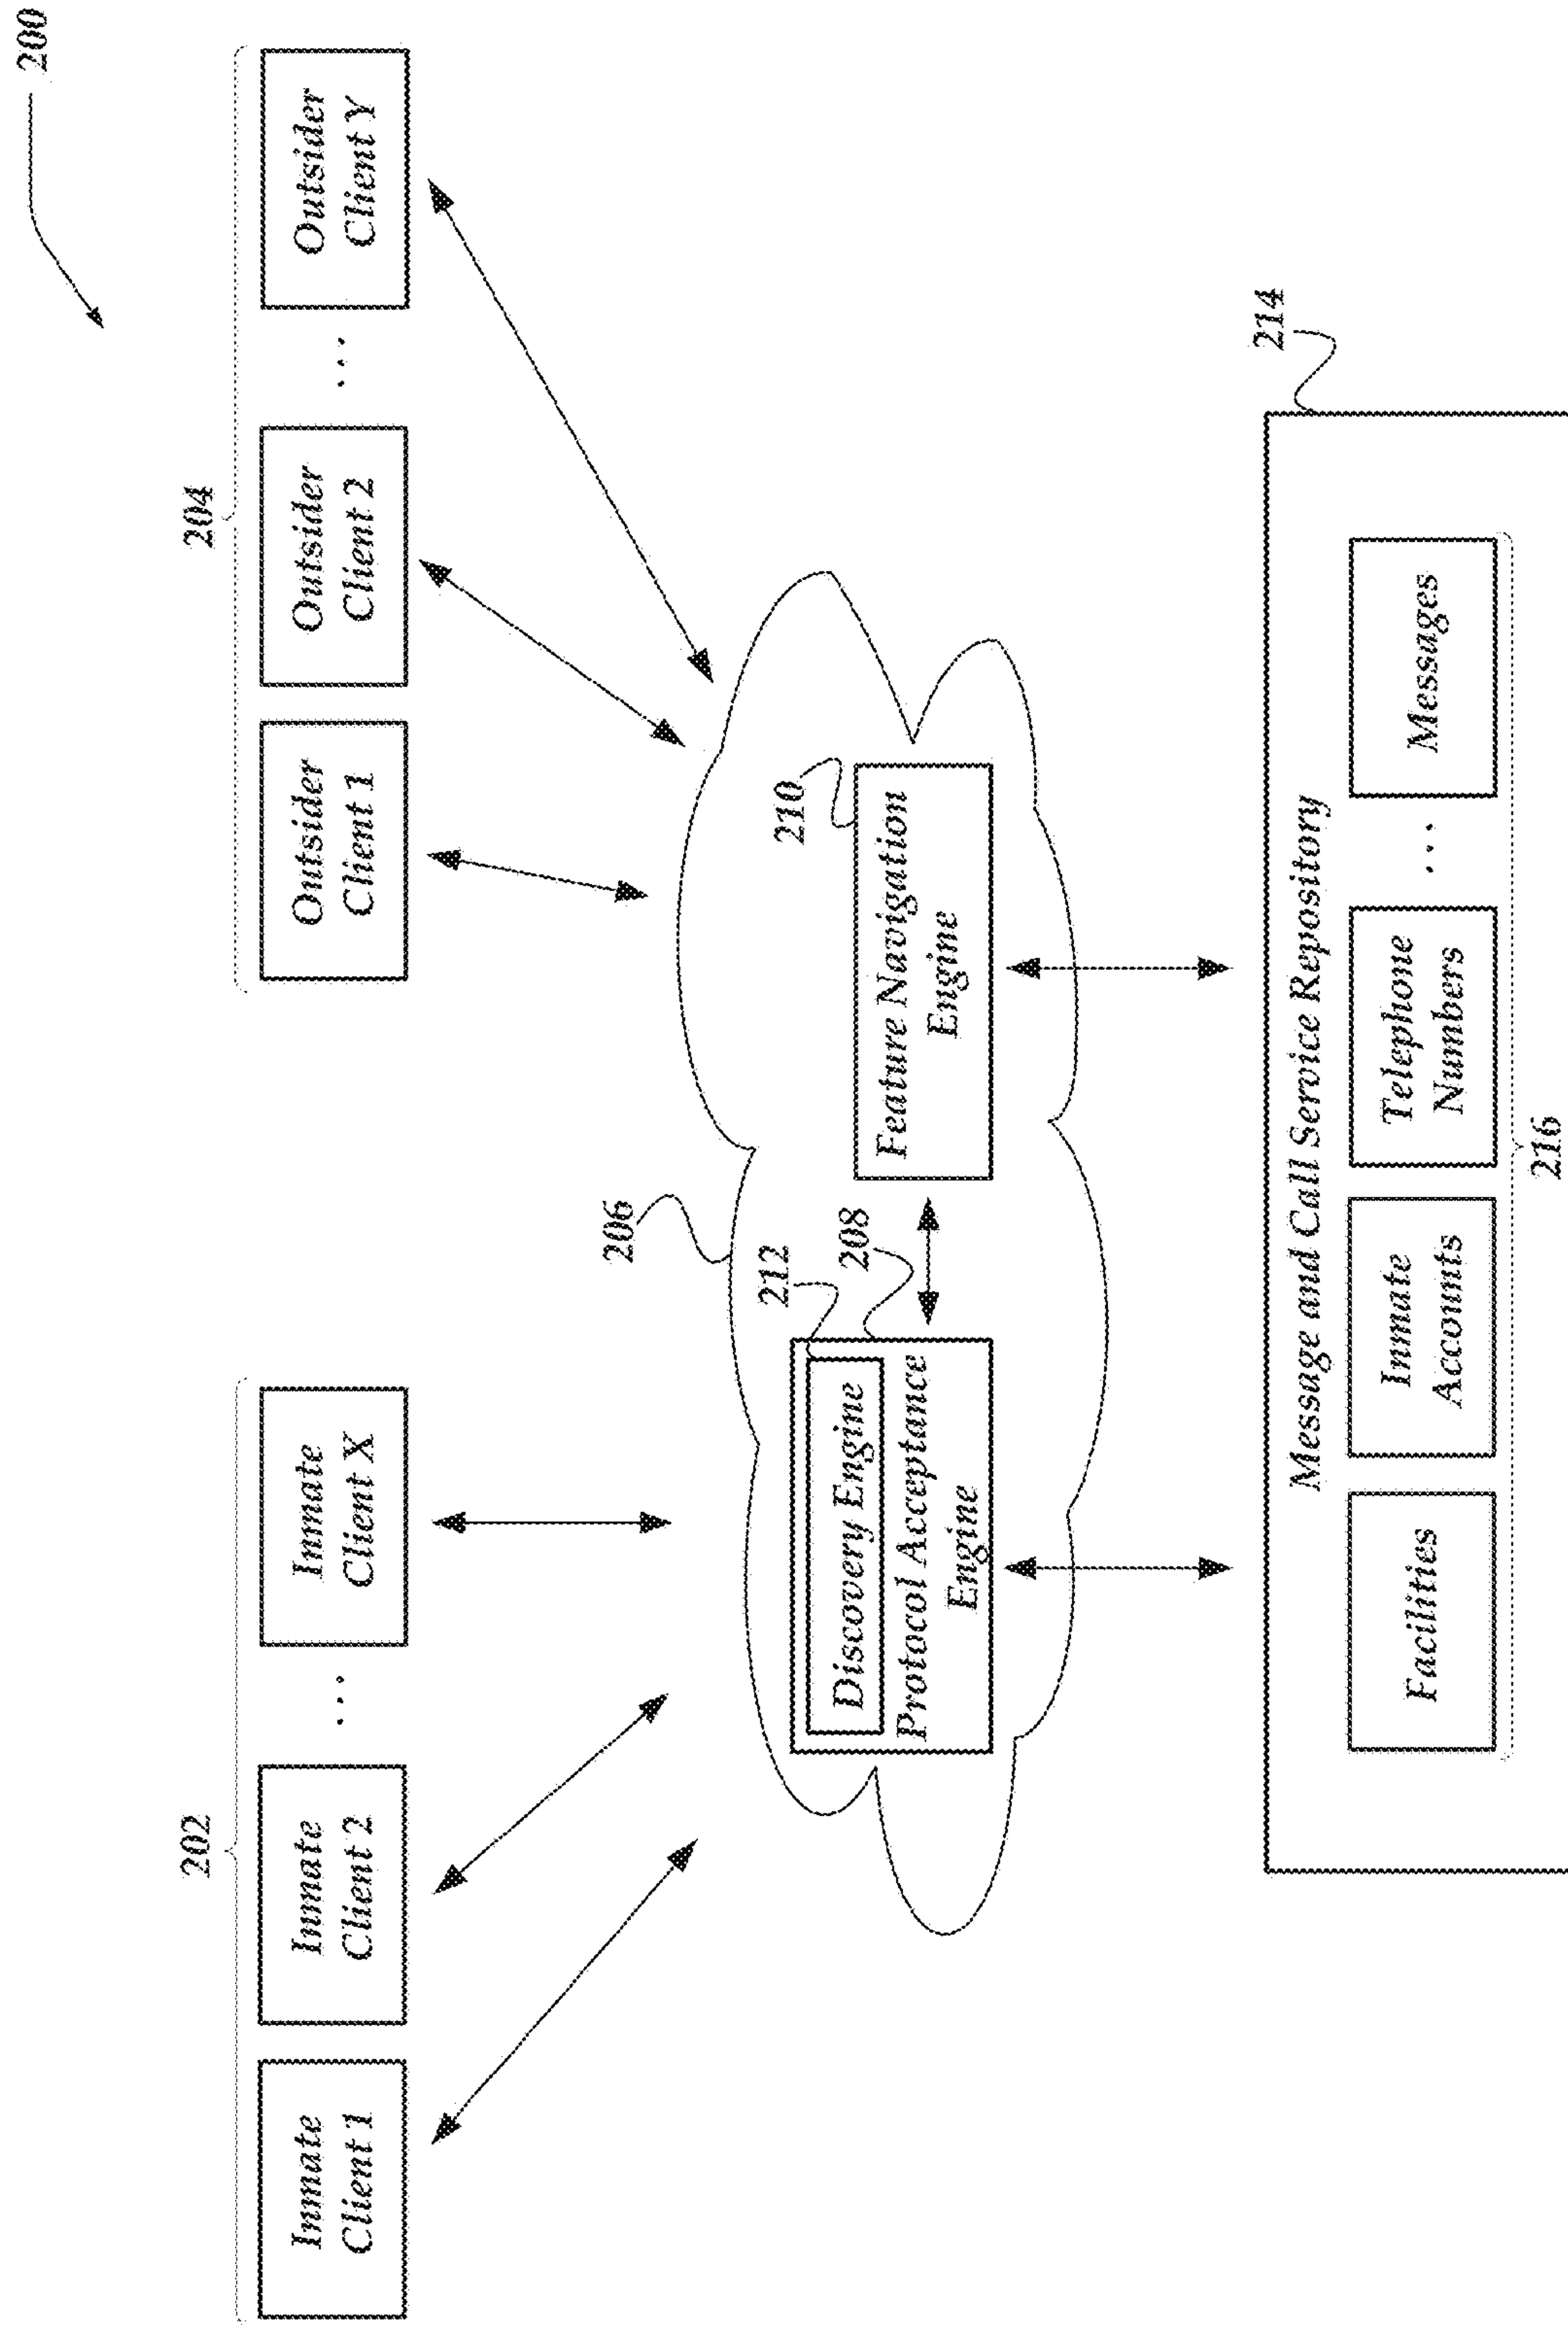 200
202
204
Inmate
Client 1
Inmate
Client 2
...
Inmate
Client X
Outsider
Client 1
Outsider
Client 2
...
Outsider
Client Y
206
212
208
210
Discovery Engine
Protocol Acceptance
Engine
Feature Navigation
Engine
214
Message and Call Service Repository
Facilities
Inmate
Accounts
Telephone
Numbers
...
Messages
216